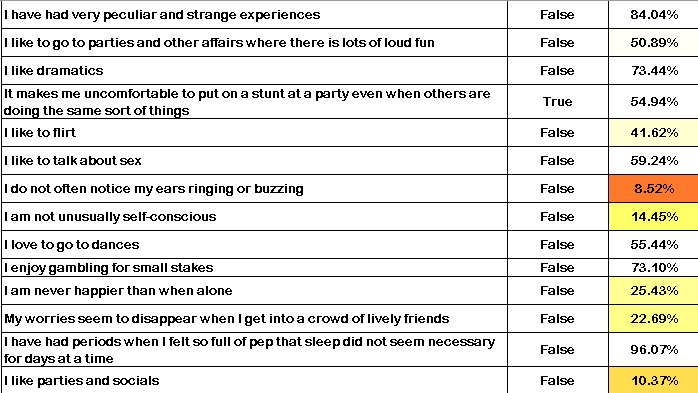 I have had very peculiar and strange experiences False 84.04%
I like to go to parties and other affairs where there is lots of loud fun False 50.89%
I like dramatics False 73.44%
It makes me uncomfortable to put on a stunt at a party even when others are
doing the same sort of things True 54.94%
I like to flirt False 41.62%
I like to talk about sex False 59.24%
I do not often notice my ears ringing or buzzing False 8.52%
I am not unusually self-conscious False 14.45%
I love to go to dances False 55.44%
I enjoy gambling for small stakes False 73.10%
I am never happier than when alone False 25.43%
My worries seem to disappear when I get into a crowd of lively friends False 22.69%
I have had periods when I felt so full of pep that sleep did not seem necessary
for days at a time False 96.07%
I like parties and socials False 10.37%